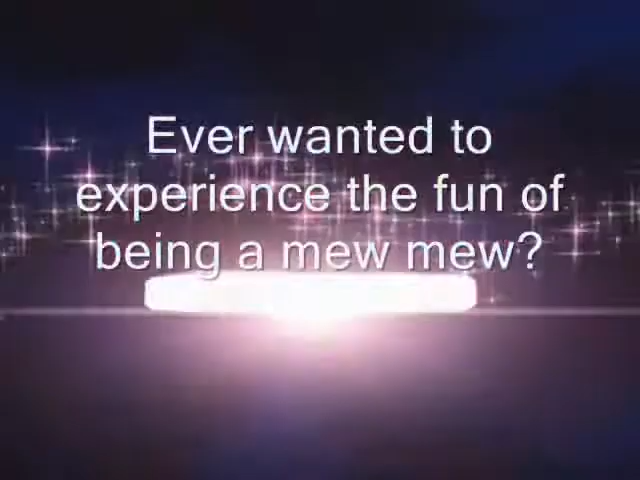 Ever wanted to
experience the fun of
being a mew mew?